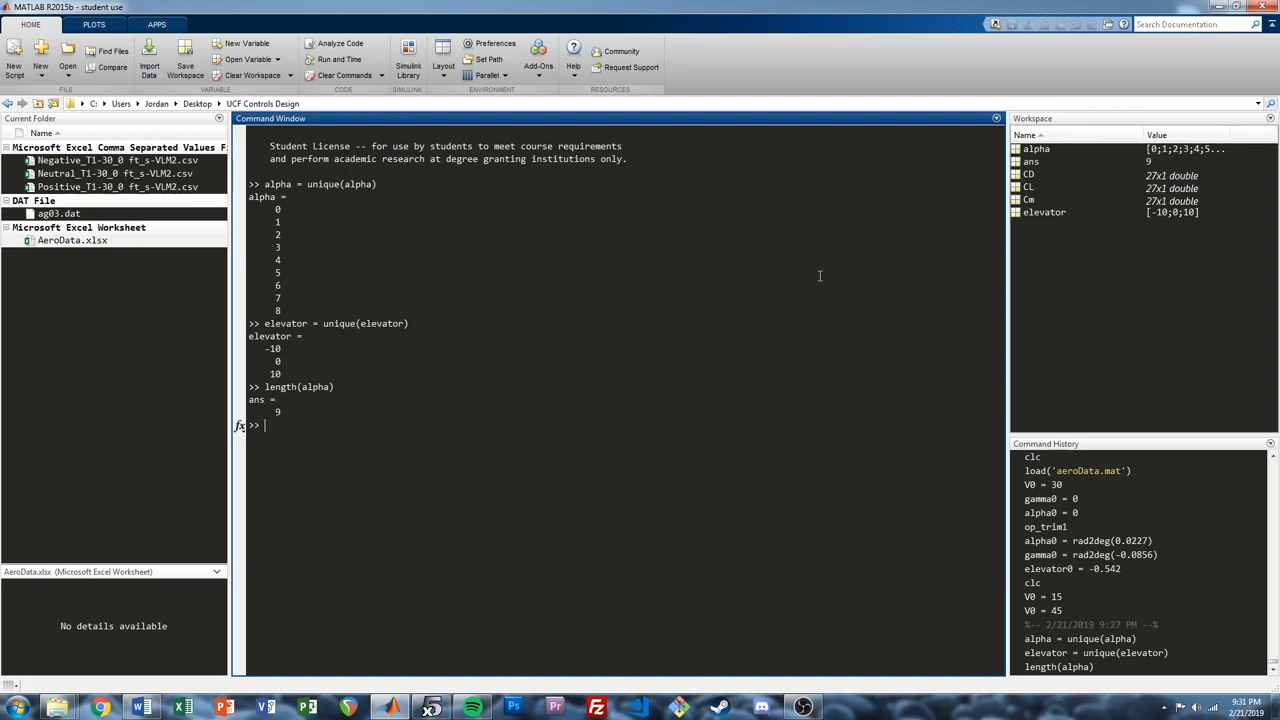 MATLAB R2015b - student use
HOME PLOTS APPS
Search Documentation
New Script
New
Open
Find Files
Compare
FILE
Import Data
Save Workspace
New Variable
Open Variable
Clear Workspace
VARIABLE
Analyze Code
Run and Time
Clear Commands
CODE
Simulink Library
SIMULINK
Layout
Preferences
Set Path
Parallel
ENVIRONMENT
Add-Ons
Help
Community
Request Support
RESOURCES
C: Users Jordan Desktop UCF Controls Design
Current Folder
Name
Microsoft Excel Comma Separated Values F
Negative_T1-30_0 ft_s-VLM2.csv
Neutral_T1-30_0 ft_s-VLM2.csv
Positive_T1-30_0 ft_s-VLM2.csv
DAT File
ag03.dat
Microsoft Excel Worksheet
AeroData.xlsx
AeroData.xlsx (Microsoft Excel Worksheet)
No details available
Command Window
Student License -- for use by students to meet course requirements
and perform academic research at degree granting institutions only.
>> alpha = unique(alpha)
alpha =
0
1
2
3
4
5
6
7
8
>> elevator = unique(elevator)
elevator =
-10
0
10
>> length(alpha)
ans =
9
fx >>
Workspace
Name Value
alpha [0;1;2;3;4;5...
ans 9
CD 27x1 double
CL 27x1 double
Cm 27x1 double
elevator [-10;0;10]
Command History
clc
load('aeroData.mat')
V0 = 30
gamma0 = 0
alpha0 = 0
op_trim1
alpha0 = rad2deg(0.0227)
gamma0 = rad2deg(-0.0856)
elevator0 = -0.542
clc
V0 = 15
V0 = 45
%-- 2/21/2019 9:27 PM --%
alpha = unique(alpha)
elevator = unique(elevator)
length(alpha)
9:31 PM
2/21/2019